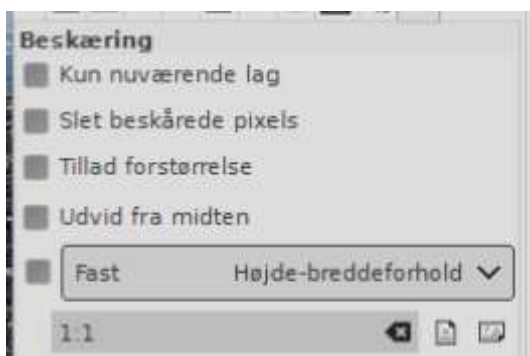 Beskæring
Kun nuværende lag
Slet beskårede pixels
Tillad forstørrelse
Udvid fra midten
Fast Højde-breddeforhold
1:1